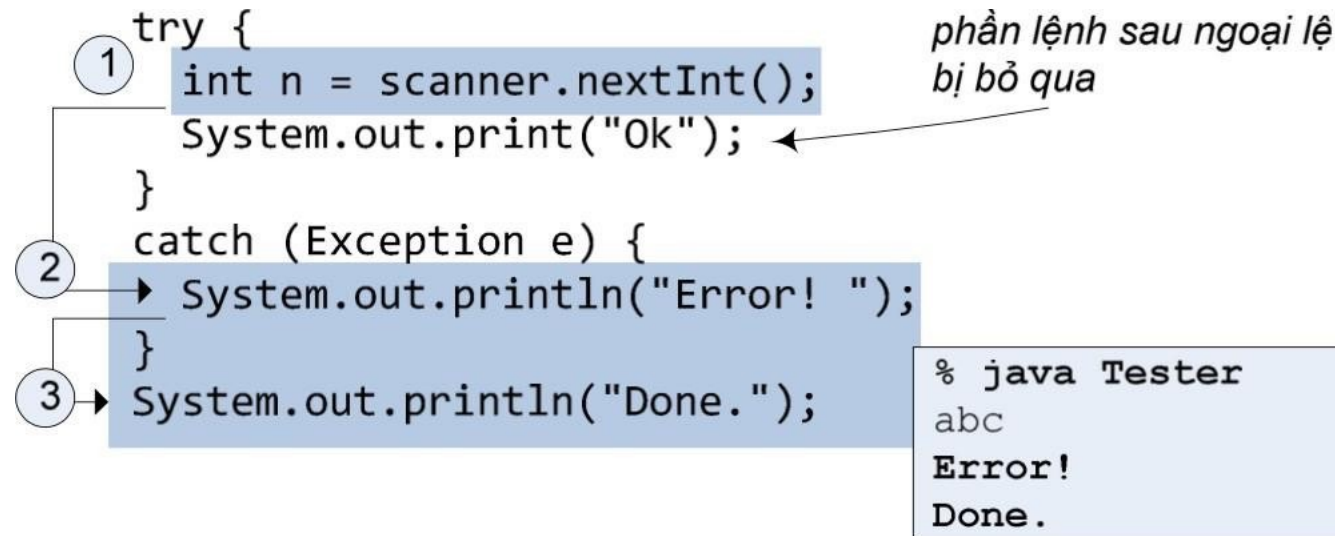 try {
1
int n = scanner.nextInt();
System.out.print("Ok");
}
catch (Exception e) {
2
System.out.println("Error! ");
}
3
System.out.println("Done.");
phần lệnh sau ngoại lệ
bị bỏ qua
% java Tester
abc
Error!
Done.